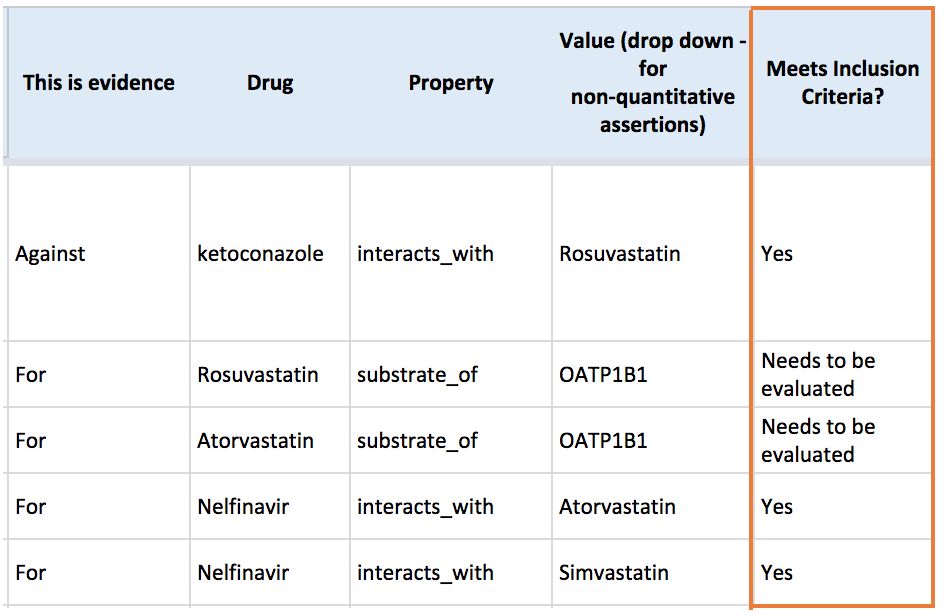 This is evidence
Drug
Property
Value (drop down -
for
non-quantitative
assertions)
Meets Inclusion
Criteria?
Against
ketoconazole
interacts_with
Rosuvastatin
Yes
For
Rosuvastatin
substrate_of
OATP1B1
Needs to be
evaluated
For
Atorvastatin
substrate_of
OATP1B1
Needs to be
evaluated
For
Nelfinavir
interacts_with
Atorvastatin
Yes
For
Nelfinavir
interacts_with
Simvastatin
Yes